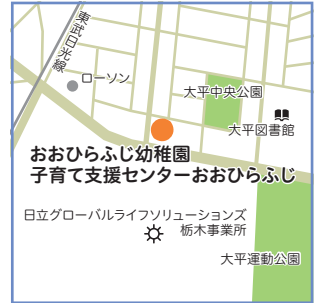 東武日光線
ローソン
大平中央公園
大平図書館
おおひらふじ幼稚園
子育て支援センターおおひらふじ
日立グローバルライフソリューションズ
栃木事業所
大平運動公園